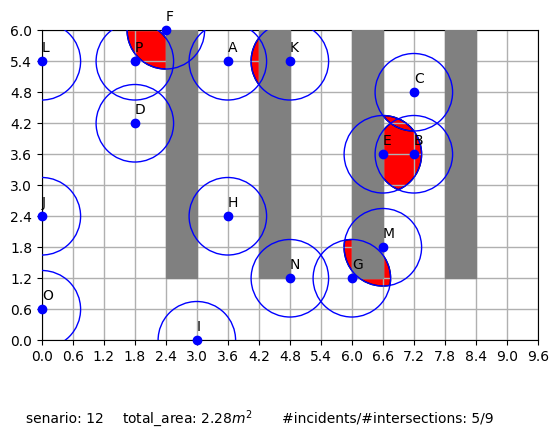 F
6.0
L P A K
5.4
C
4.8
D
4.2
E B
3.6
3.0
J H
2.4
M
1.8
N G
1.2
O
0.6
I
0.0
0.0 0.6 1.2 1.8 2.4 3.0 3.6 4.2 4.8 5.4 6.0 6.6 7.2 7.8 8.4 9.0 9.6
senario: 12 total_area: 2.28m² #incidents/#intersections: 5/9